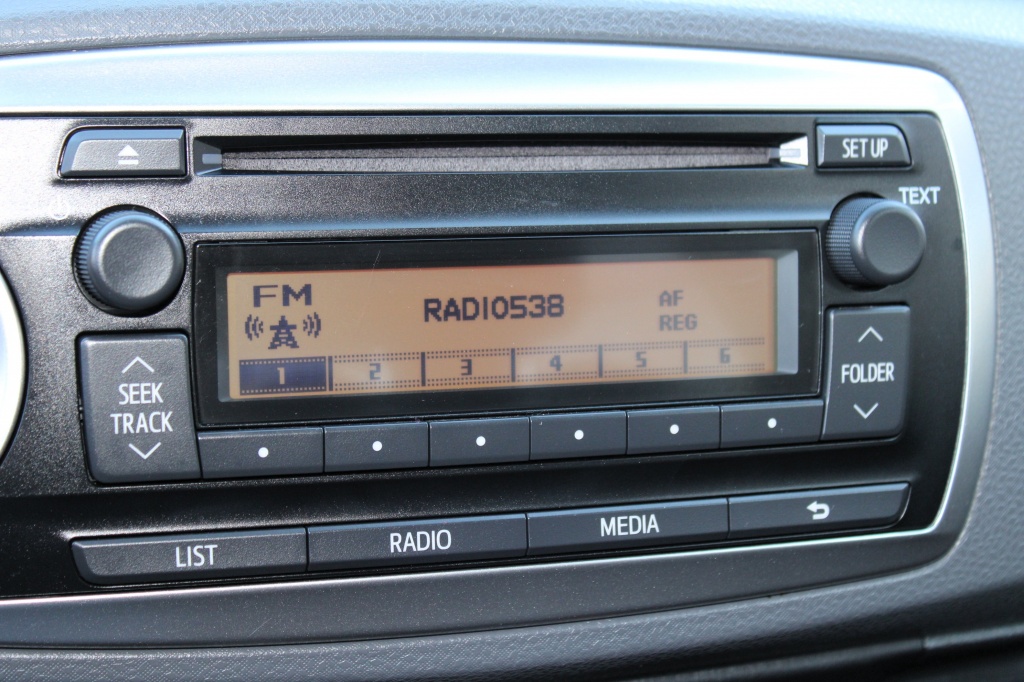 SET UP
TEXT
FM
RADIO538
AF
REG
1 2 3 4 5 6
SEEK
TRACK
FOLDER
LIST
RADIO
MEDIA